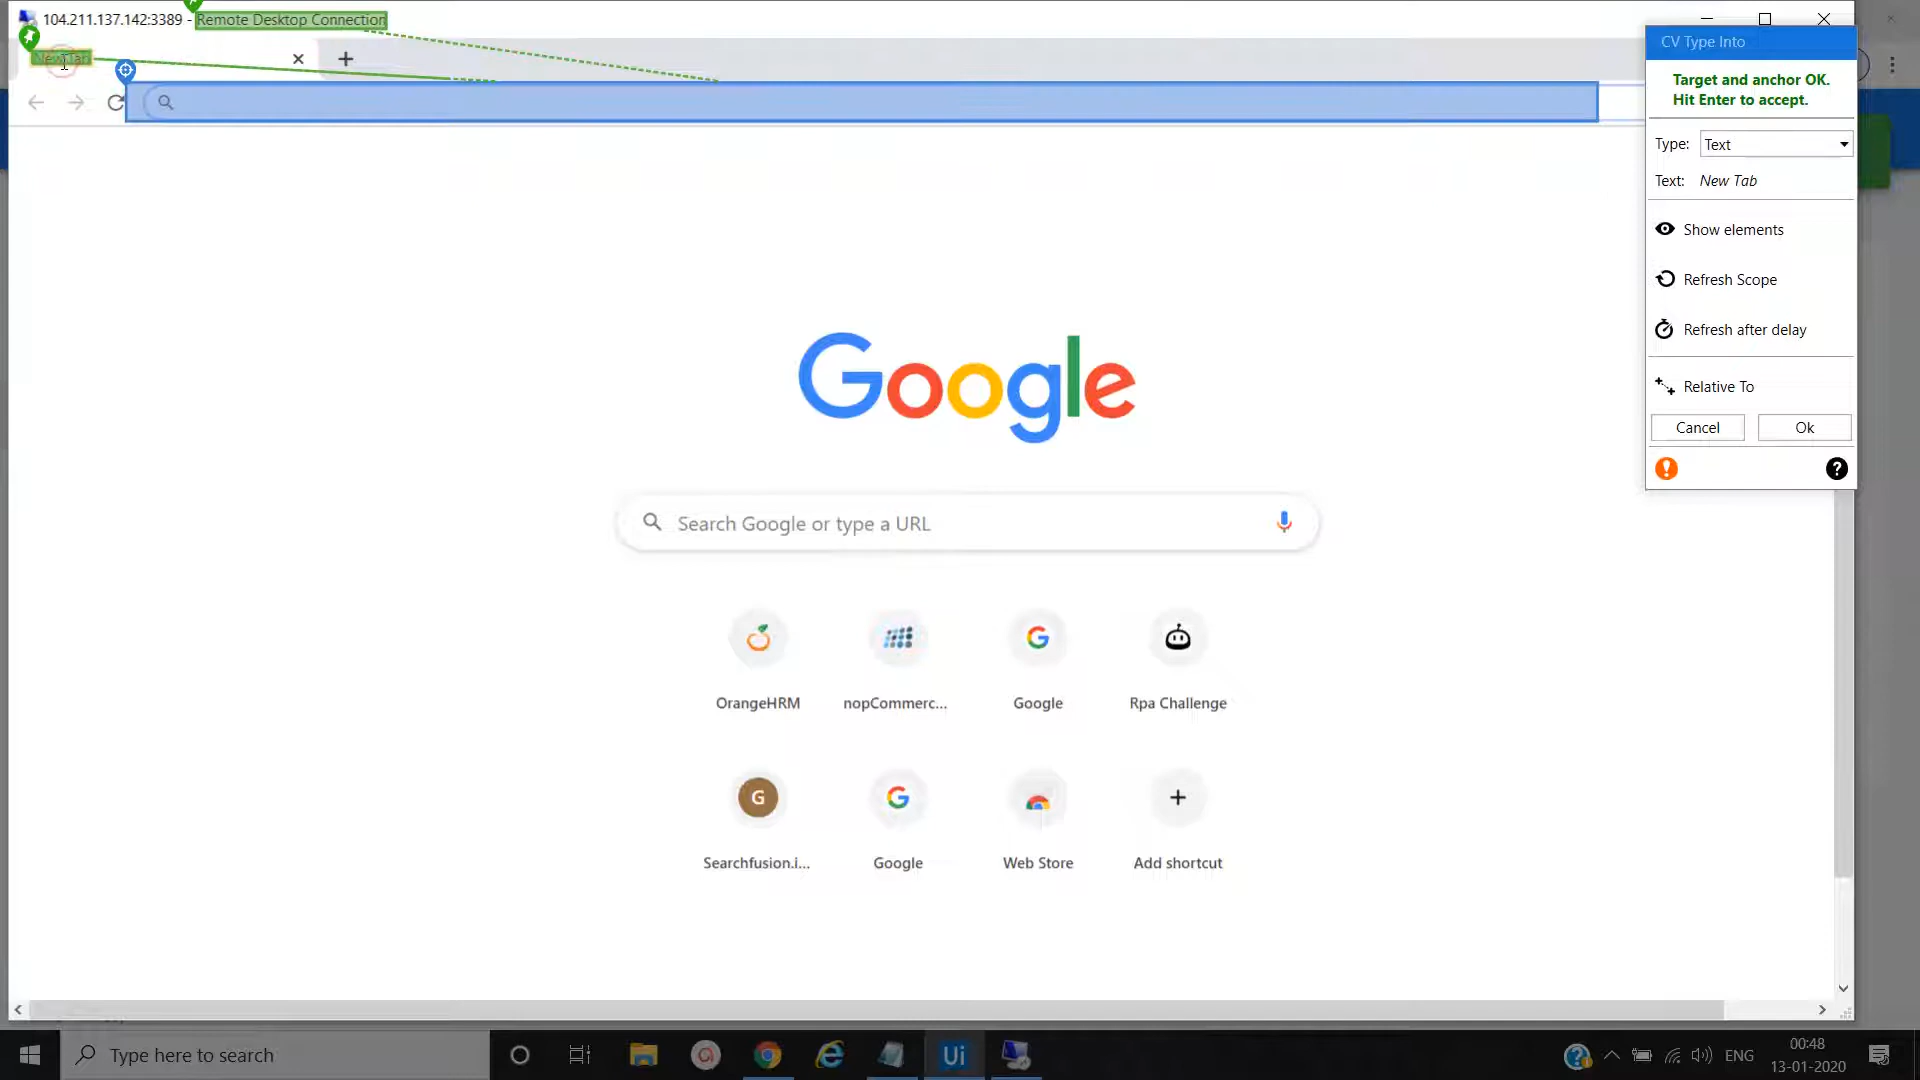 104.211.137.142:3389 - Remote Desktop Connection
New Tab
CV Type Into
Target and anchor OK.
Hit Enter to accept.
Type: Text
Text: New Tab
Show elements
Refresh Scope
Refresh after delay
Relative To
Cancel Ok
Google
Search Google or type a URL
OrangeHRM nopCommerc... Google Rpa Challenge
G
Searchfusion.i... Google Web Store Add shortcut
Type here to search
Ui
ENG
00:48
13-01-2020